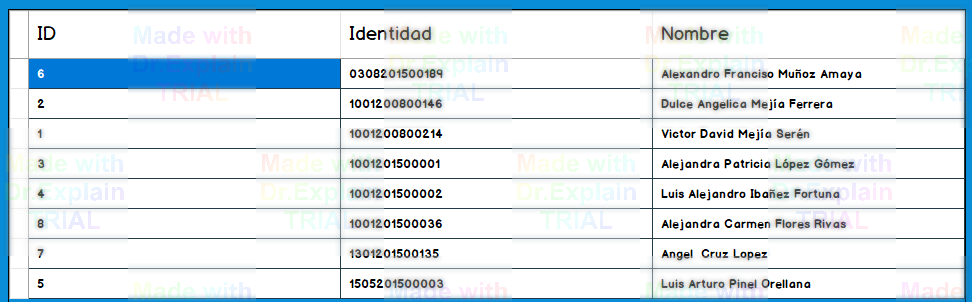 ID Identidad Nombre
6 0308201500189 Alexandro Franciso Muñoz Amaya
2 1001200800146 Dulce Angelica Mejía Ferrera
1 1001200800214 Victor David Mejía Serén
3 1001201500001 Alejandra Patricia López Gómez
4 1001201500002 Luis Alejandro Ibañez Fortuna
8 1001201500036 Alejandra Carmen Flores Rivas
7 1301201500135 Angel Cruz Lopez
5 1505201500003 Luis Arturo Pinel Orellana
Made with
Dr.Explain
TRIAL